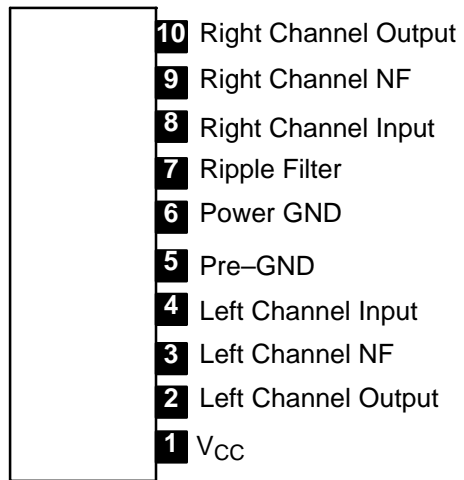 10 Right Channel Output
9 Right Channel NF
8 Right Channel Input
7 Ripple Filter
6 Power GND
5 Pre–GND
4 Left Channel Input
3 Left Channel NF
2 Left Channel Output
1 VCC